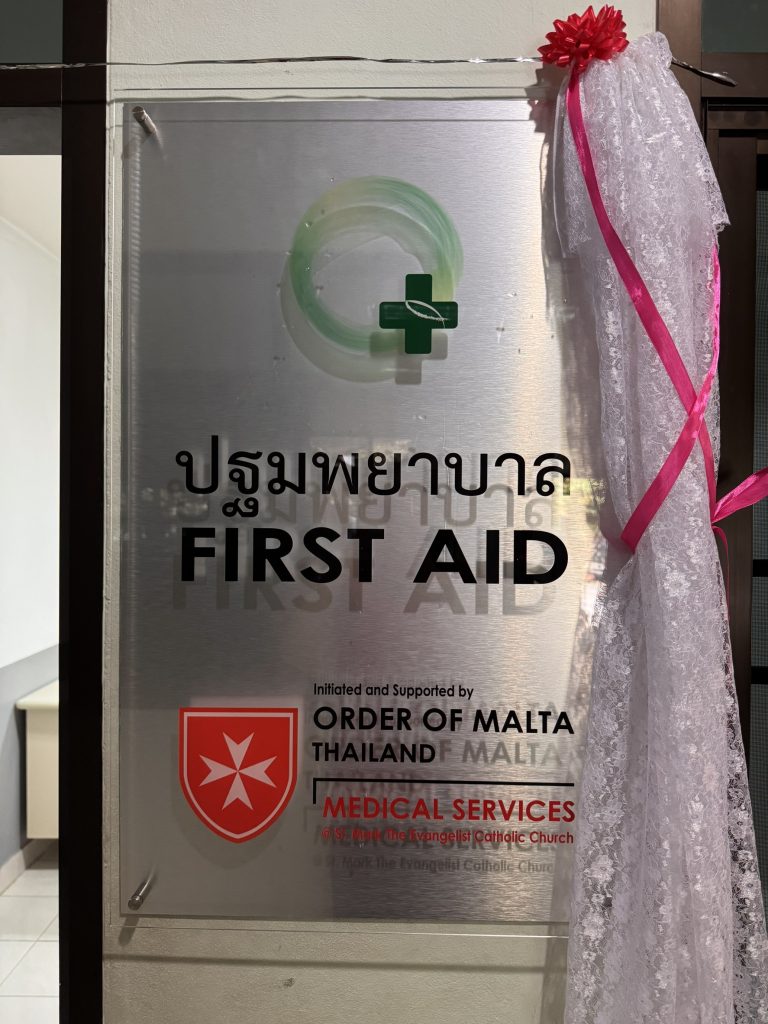 ปฐมพยาบาล
FIRST AID
Initiated and Supported by
ORDER OF MALTA
THAILAND
MEDICAL SERVICES
@ St. Mark The Evangelist Catholic Church